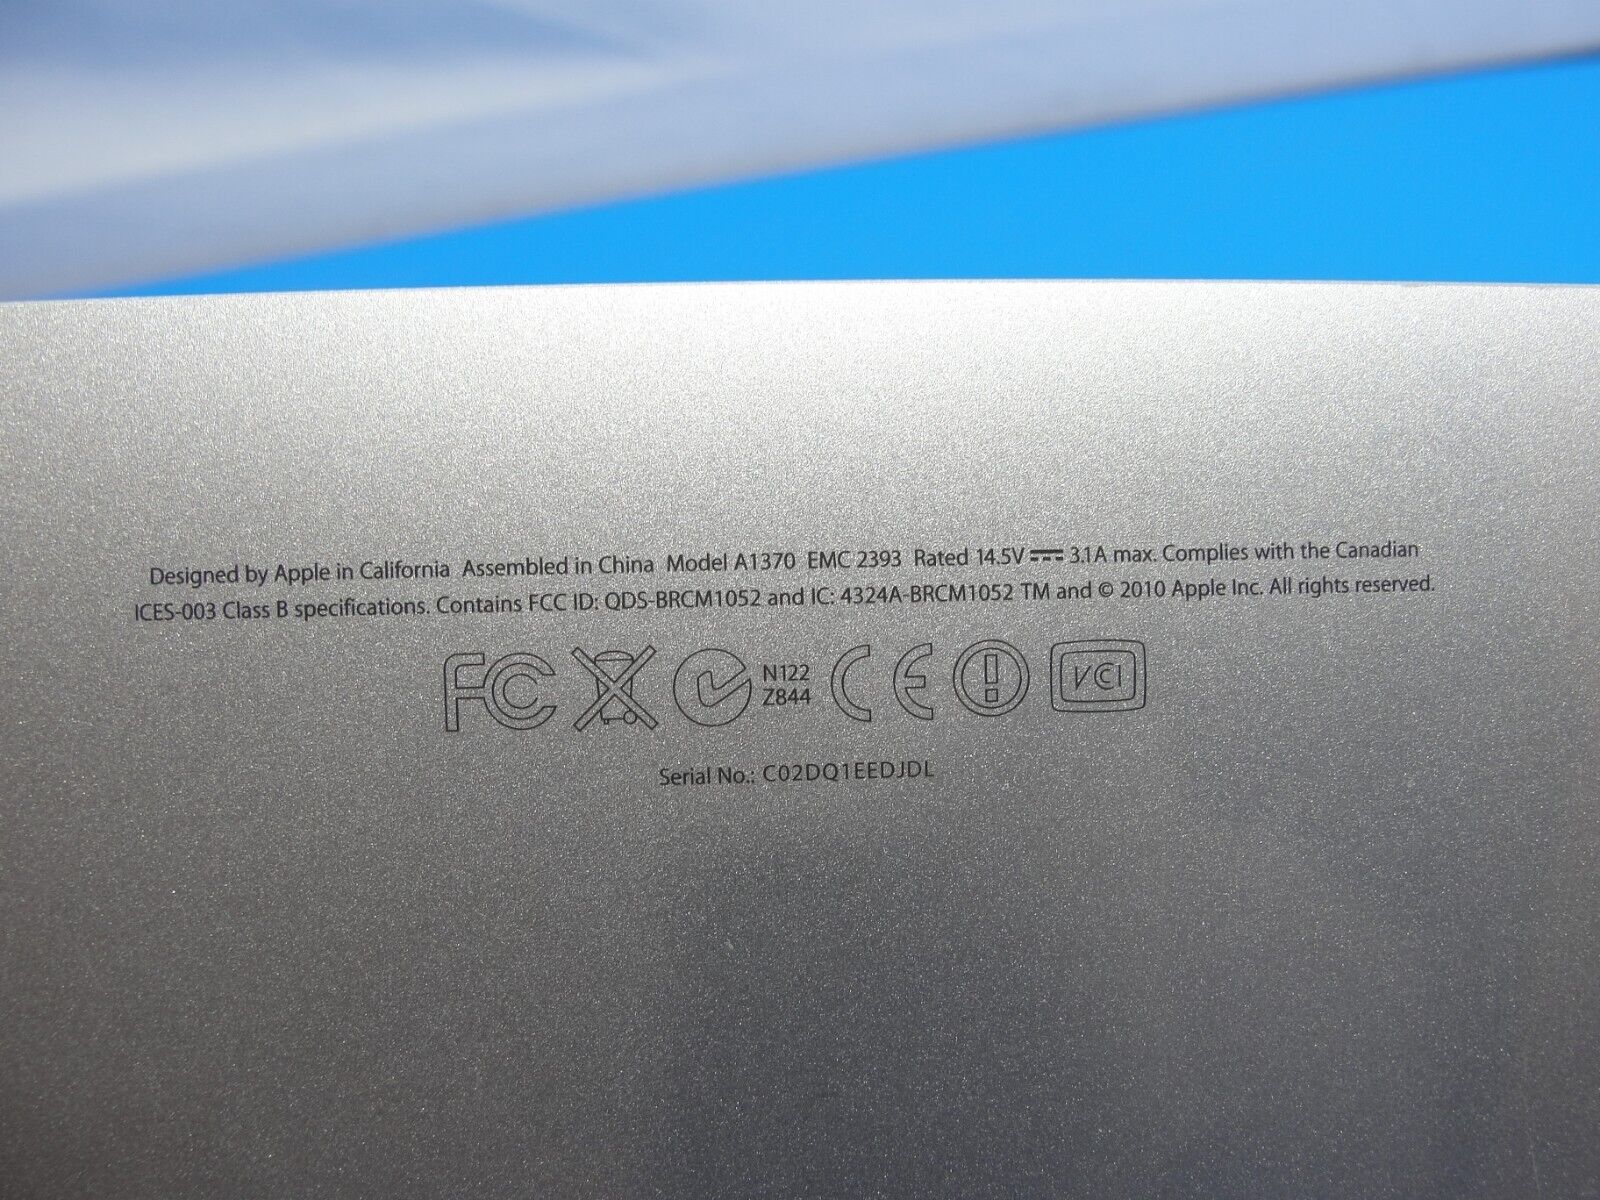 Designed by Apple in California Assembled in China Model A1370 EMC 2393 Rated 14.5V ⎓ 3.1A max. Complies with the Canadian
ICES-003 Class B specifications. Contains FCC ID: QDS-BRCM1052 and IC: 4324A-BRCM1052 TM and © 2010 Apple Inc. All rights reserved.
FC N122 CE VCI
Z844
Serial No.: C02DQ1EEDJDL